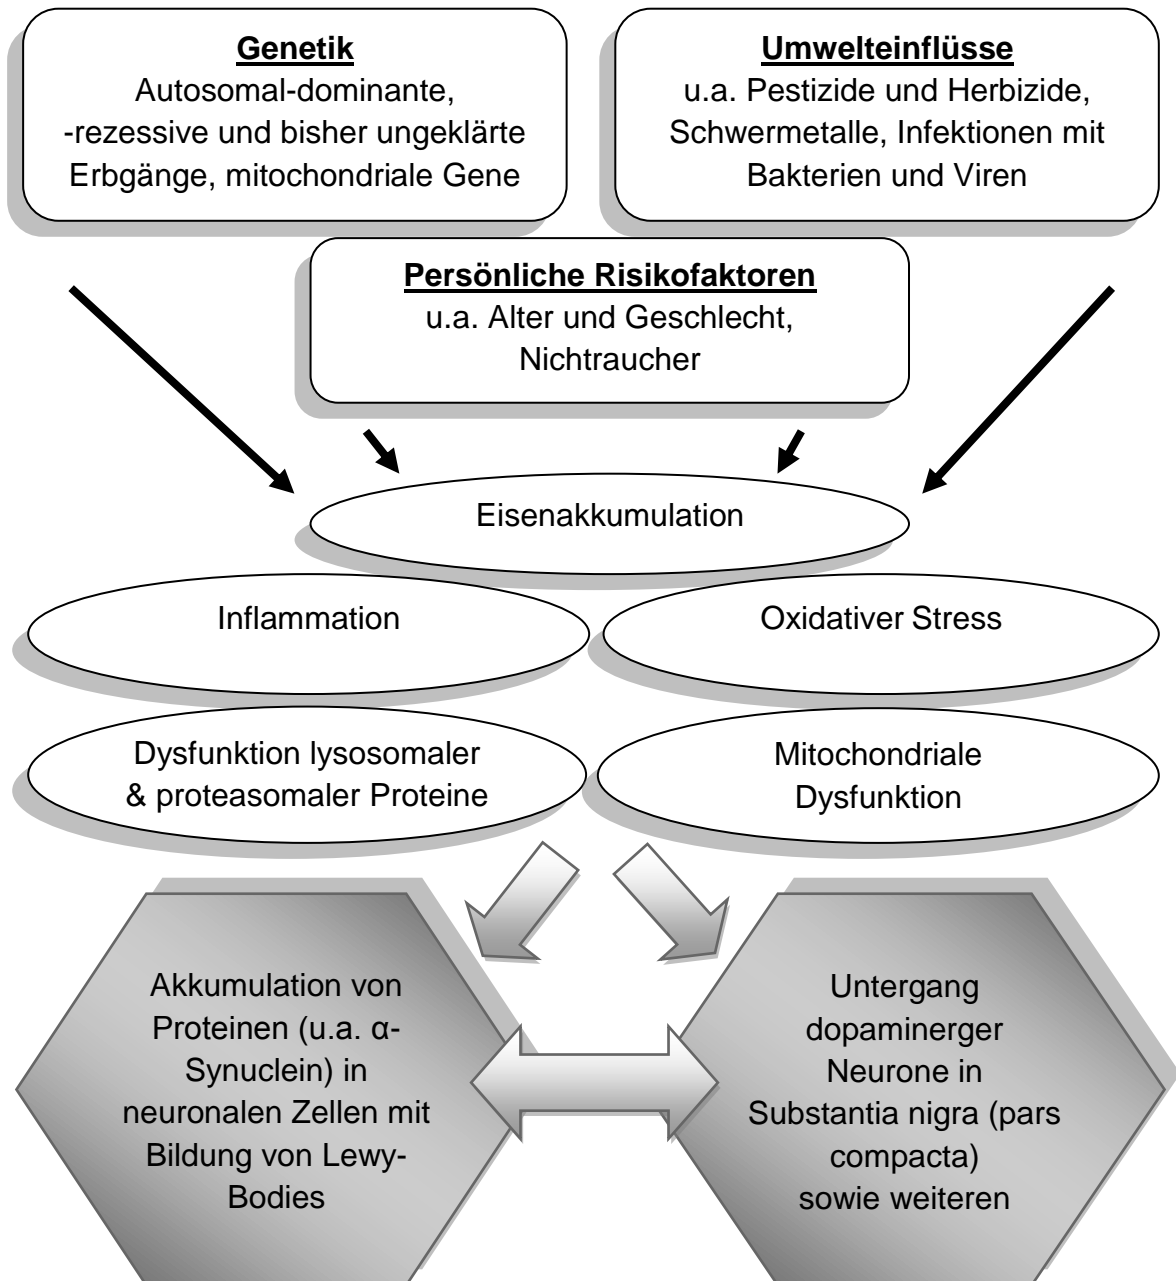 Genetik
Autosomal-dominante,
-rezessive und bisher ungeklärte
Erbgänge, mitochondriale Gene
Umwelteinflüsse
u.a. Pestizide und Herbizide,
Schwermetalle, Infektionen mit
Bakterien und Viren
Persönliche Risikofaktoren
u.a. Alter und Geschlecht,
Nichtraucher
Eisenakkumulation
Inflammation
Oxidativer Stress
Dysfunktion lysosomaler
& proteasomaler Proteine
Mitochondriale
Dysfunktion
Akkumulation von
Proteinen (u.a. α-
Synuclein) in
neuronalen Zellen mit
Bildung von Lewy-
Bodies
Untergang
dopaminerger
Neurone in
Substantia nigra (pars
compacta)
sowie weiteren